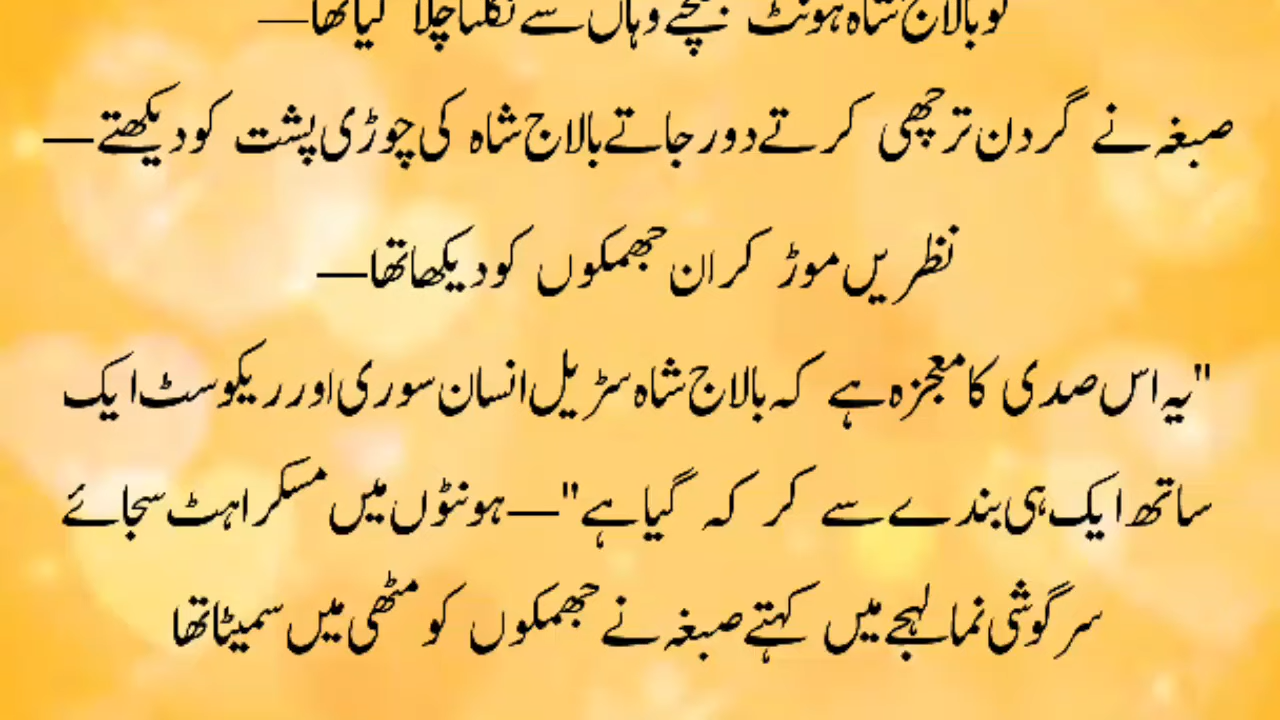 تو بالاج شاہ ہونٹ بھینچے وہاں سے نکلتا چلا گیا تھا—
صبغہ نے گردن ترچھی کرتے دور جاتے بالاج شاہ کی چوڑی پشت کو دیکھتے—
نظریں موڑ کر ان جھمکوں کو دیکھا تھا—
"یہ اس صدی کا معجزہ ہے کہ بالاج شاہ سڑیل انسان سوری اور ریکوسٹ ایک
ساتھ ایک ہی بندے سے کر کہ گیا ہے"—ہونٹوں میں مسکراہٹ سجائے
سرگوشی نما لہجے میں کہتے صبغہ نے جھمکوں کو مٹھی میں سمیٹا تھا